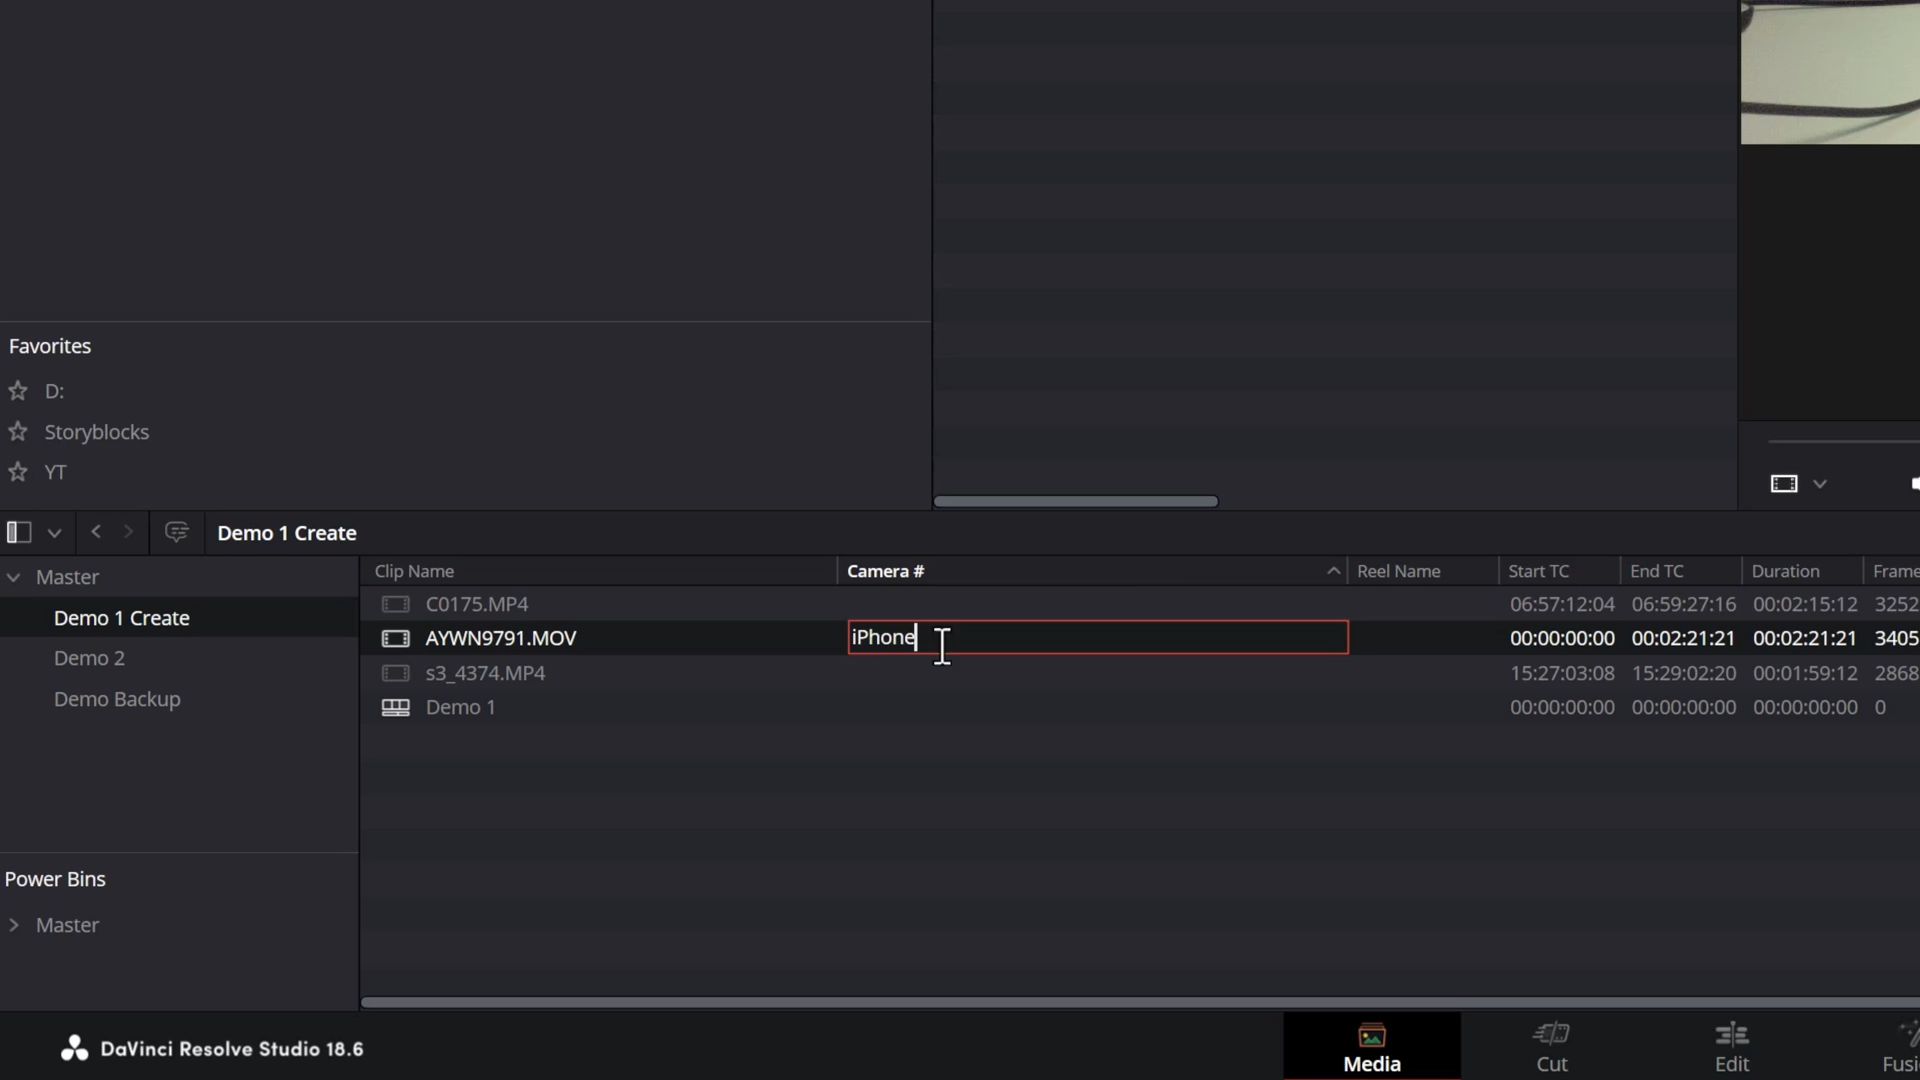 Favorites
D:
Storyblocks
YT
Demo 1 Create
Master
Demo 1 Create
Demo 2
Demo Backup
Power Bins
Master
Clip Name Camera # Reel Name Start TC End TC Duration Frame
C0175.MP4 06:57:12:04 06:59:27:16 00:02:15:12 3252
AYWN9791.MOV iPhone 00:00:00:00 00:02:21:21 00:02:21:21 3405
s3_4374.MP4 15:27:03:08 15:29:02:20 00:01:59:12 2868
Demo 1 00:00:00:00 00:00:00:00 00:00:00:00 0
DaVinci Resolve Studio 18.6
Media Cut Edit Fusi